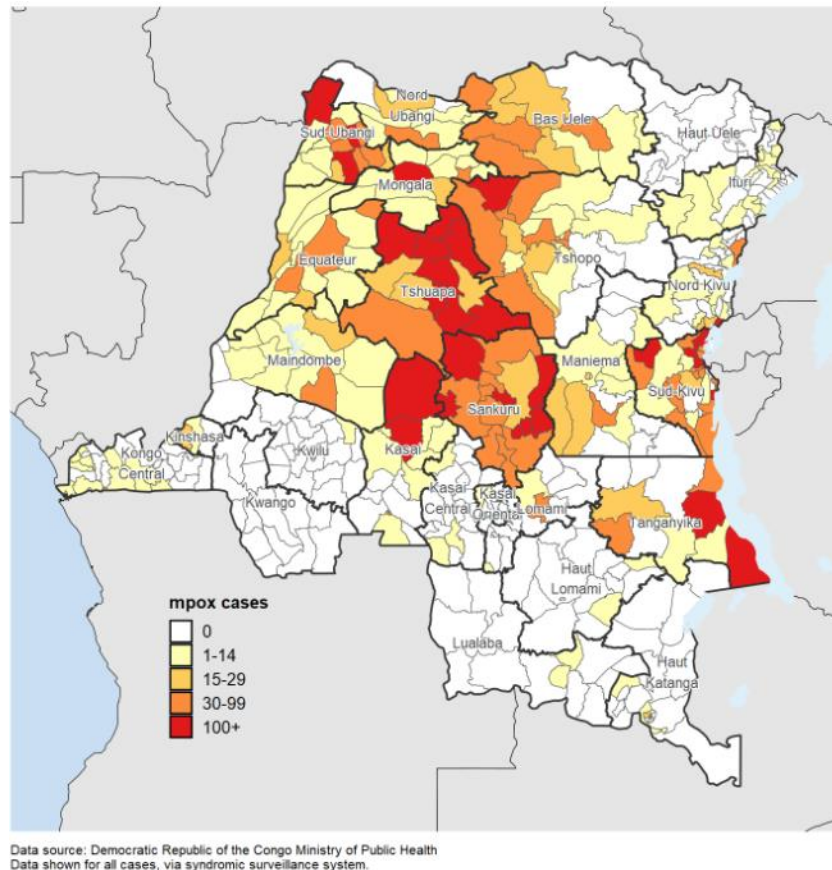 Nord
Ubangi
Sud-Ubangi
Bas Uele
Haut Uele
Mongala
Ituri
Equateur
Tshopo
Tshuapa
Nord Kivu
Maindombe
Maniema
Sud-Kivu
Sankuru
Kinshasa
Kongo
Central
Kwilu
Kasai
Kwango
Kasai
Central
Kasai
Oriental
Lomami
Tanganyika
Haut
Lomami
Lualaba
Haut
Katanga
mpox cases
0
1-14
15-29
30-99
100+
Data source: Democratic Republic of the Congo Ministry of Public Health
Data shown for all cases, via syndromic surveillance system.